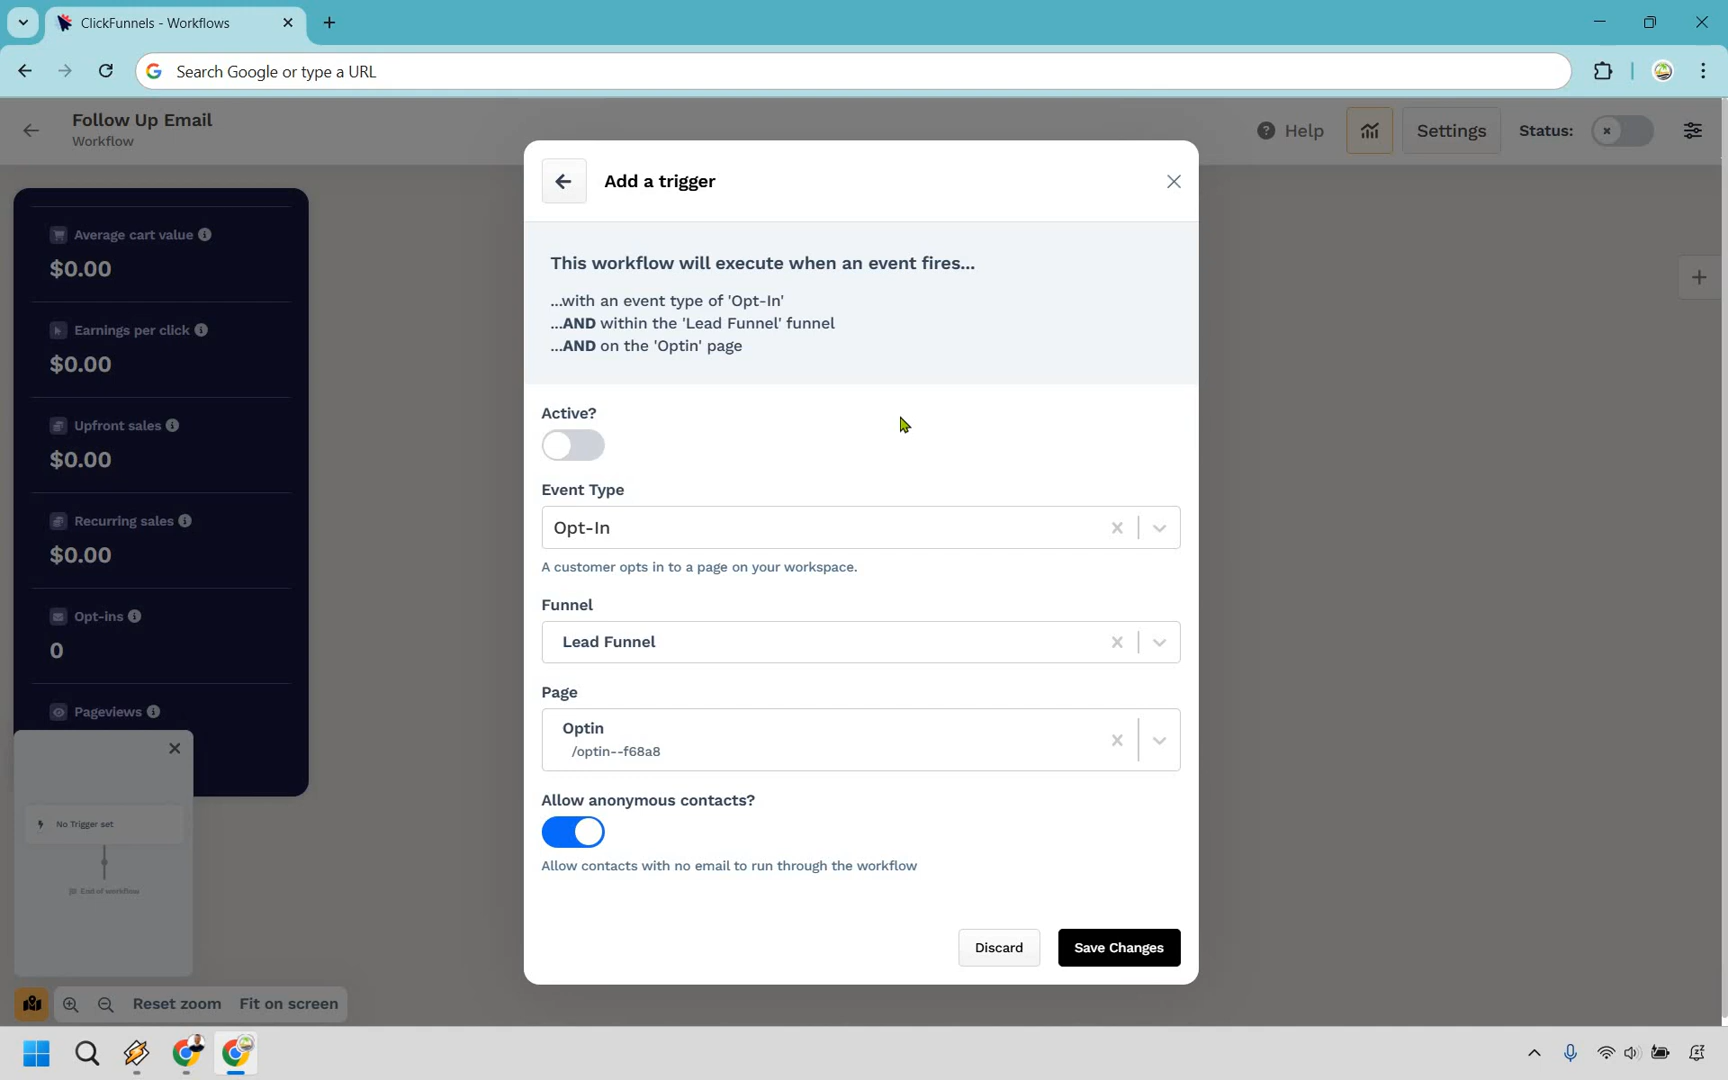 ClickFunnels - Workflows
Search Google or type a URL
Follow Up Email
Workflow
Help
Settings
Status:
Add a trigger
This workflow will execute when an event fires...
...with an event type of 'Opt-In'
...AND within the 'Lead Funnel' funnel
...AND on the 'Optin' page
Average cart value
$0.00
Earnings per click
$0.00
Upfront sales
$0.00
Recurring sales
$0.00
Opt-ins
0
Pageviews
Active?
Event Type
Opt-In
A customer opts in to a page on your workspace.
Funnel
Lead Funnel
Page
Optin
/optin--f68a8
Allow anonymous contacts?
Allow contacts with no email to run through the workflow
Discard
Save Changes
No Trigger set
End of workflow
Reset zoom
Fit on screen